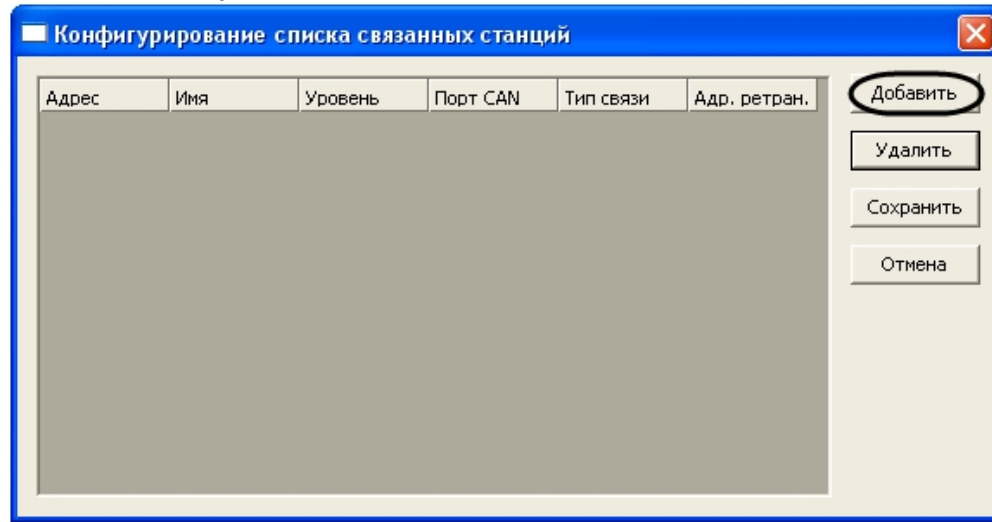 Конфигурирование списка связанных станций
Адрес Имя Уровень Порт CAN Тип связи Адр. ретран.
Добавить
Удалить
Сохранить
Отмена